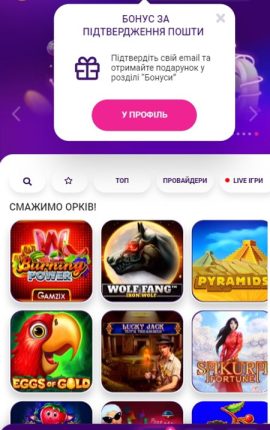 БОНУС ЗА
ПІДТВЕРДЖЕННЯ ПОШТИ
Підтвердіть свій email та
отримайте подарунок у
розділі "Бонуси"
У ПРОФІЛЬ
ТОП
ПРОВАЙДЕРИ
LIVE ІГРИ
СМАЖИМО ОРКІВ!
Burning
POWER
GAMZIX
WOLF FANG
IRON WOLF
PYRAMIDS
EGGS OF GOLD
LUCKY JACK
SAKURA
FORTUNE